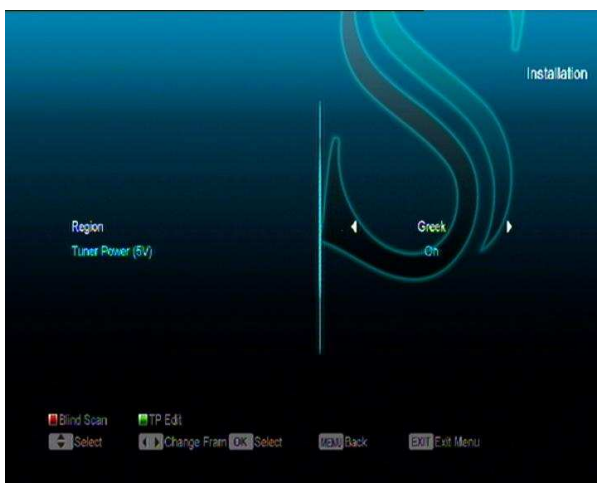 Installation
Region Greek
Tuner Power (5V) On
Blind Scan TP Edit
Select Change Fram OK Select MENU Back EXIT Exit Menu